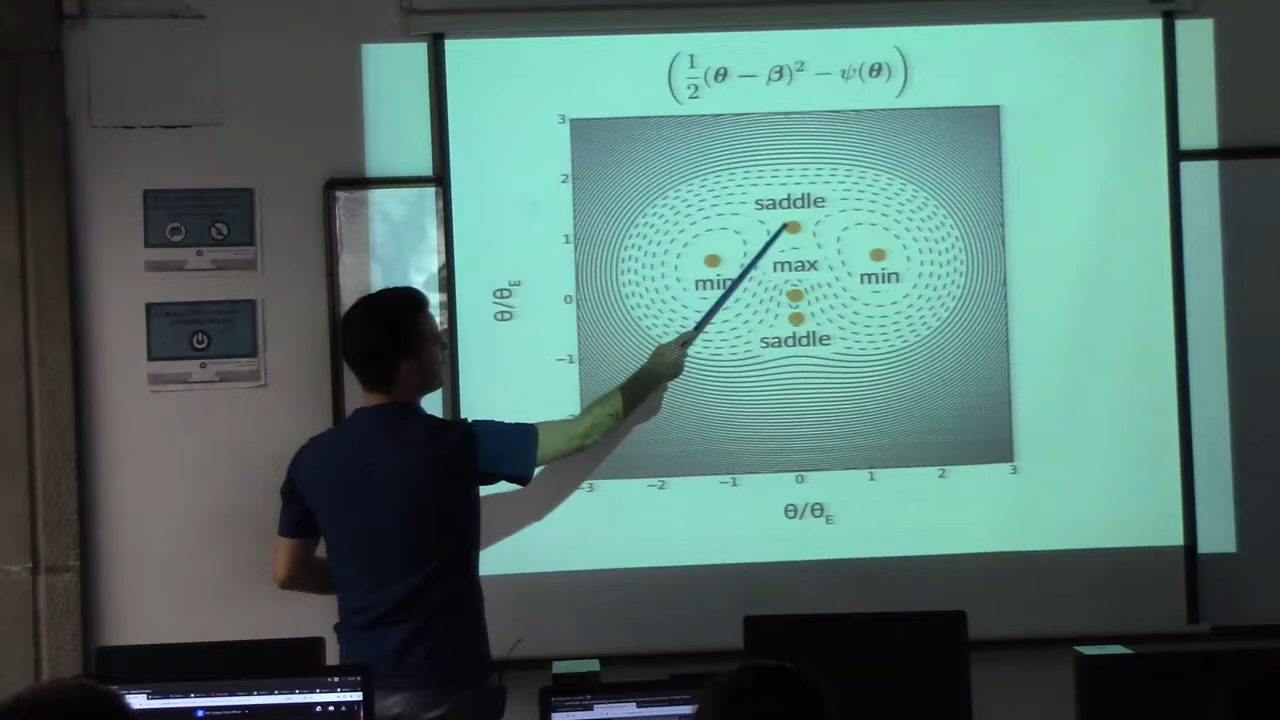 (1/2(θ − β)² − ψ(θ))
3
2
1
0
−1
saddle
min
max
min
saddle
θ/θE
−3 −2 −1 0 1 2 3
θ/θE